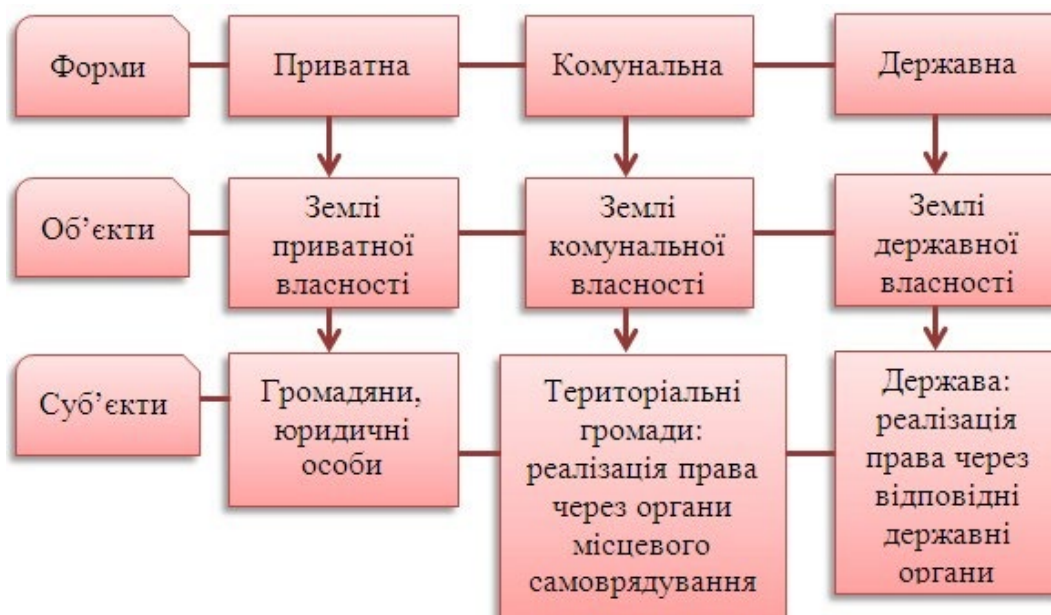 Форми
Приватна
Комунальна
Державна
Об’єкти
Землі
приватної
власності
Землі
комунальної
власності
Землі
державної
власності
Суб’єкти
Громадяни,
юридичні
особи
Територіальні
громади:
реалізація права
через органи
місцевого
самоврядування
Держава:
реалізація
права через
відповідні
державні
органи